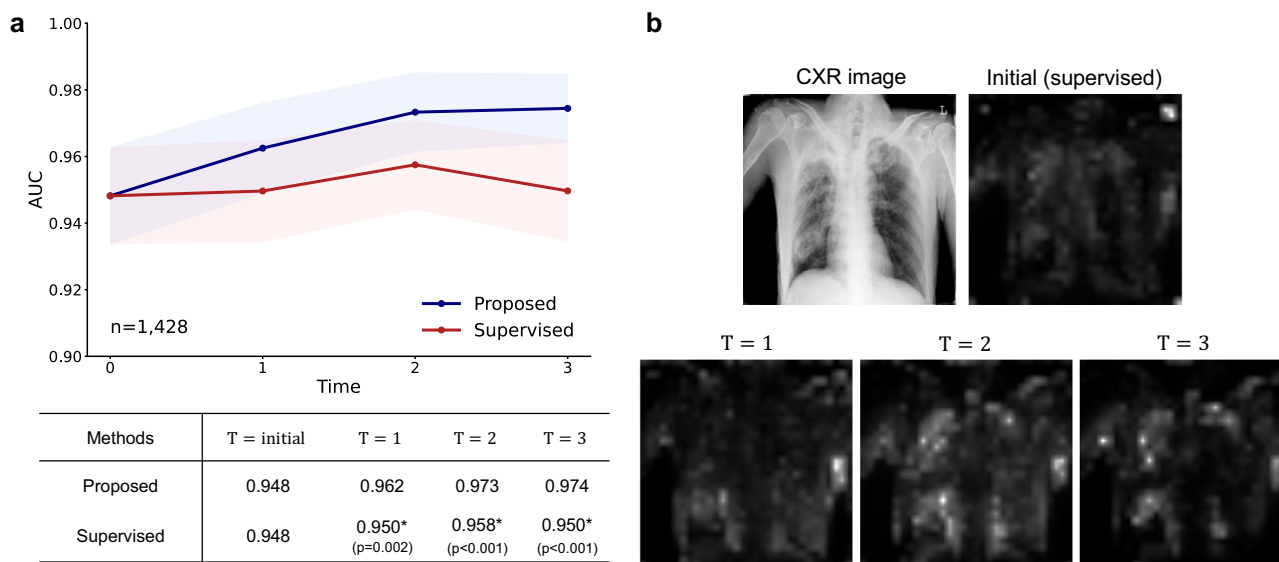 a
1.00
0.98
0.96
0.94
0.92
0.90
AUC
n=1,428
Proposed
Supervised
0 1 2 3
Time
Methods T = initial T = 1 T = 2 T = 3
Proposed 0.948 0.962 0.973 0.974
Supervised 0.948 0.950* 0.958* 0.950*
(p=0.002) (p<0.001) (p<0.001)
b
CXR image Initial (supervised)
L
T = 1 T = 2 T = 3